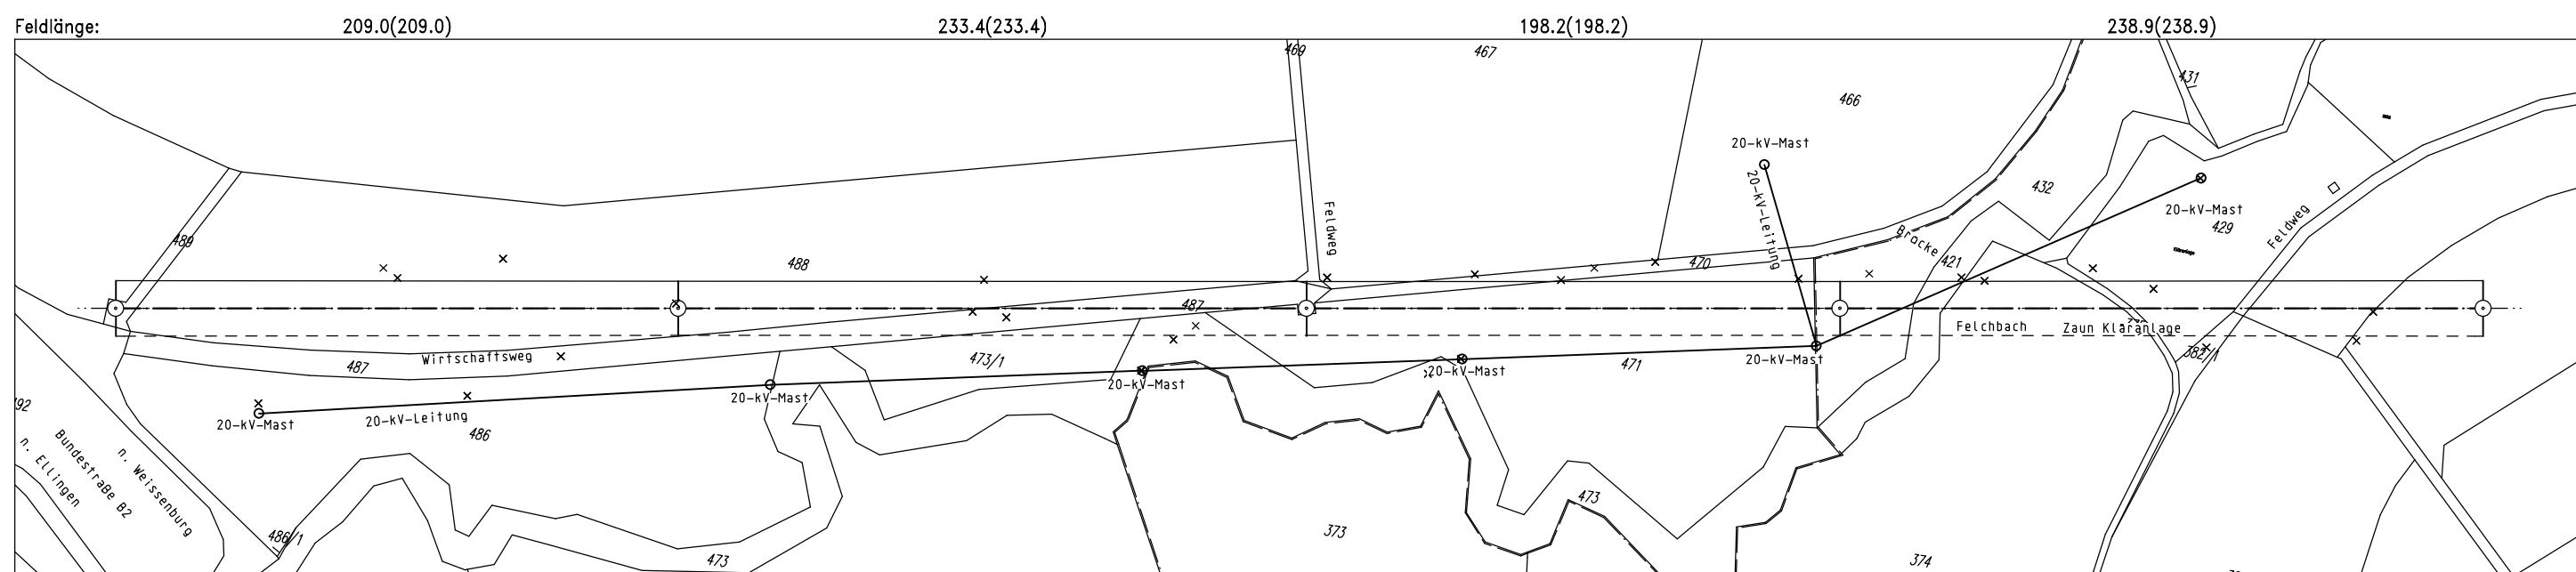 Feldlänge: 209.0(209.0) 233.4(233.4) 198.2(198.2) 238.9(238.9)
469
467
431
466
20-kV-Mast
20-kV-Leitung
432
20-kV-Mast
429
Feldweg
Feldweg
489
488
470
Brücke
421
487
Felchbach
Zaun Kläranlage
382/1
Wirtschaftsweg
487
473/1
471
20-kV-Mast
20-kV-Mast
20-kV-Mast
20-kV-Mast
20-kV-Mast
20-kV-Leitung
486
n. Ellingen
Bundestraße B2
n. Weissenburg
486/1
473
473
373
374